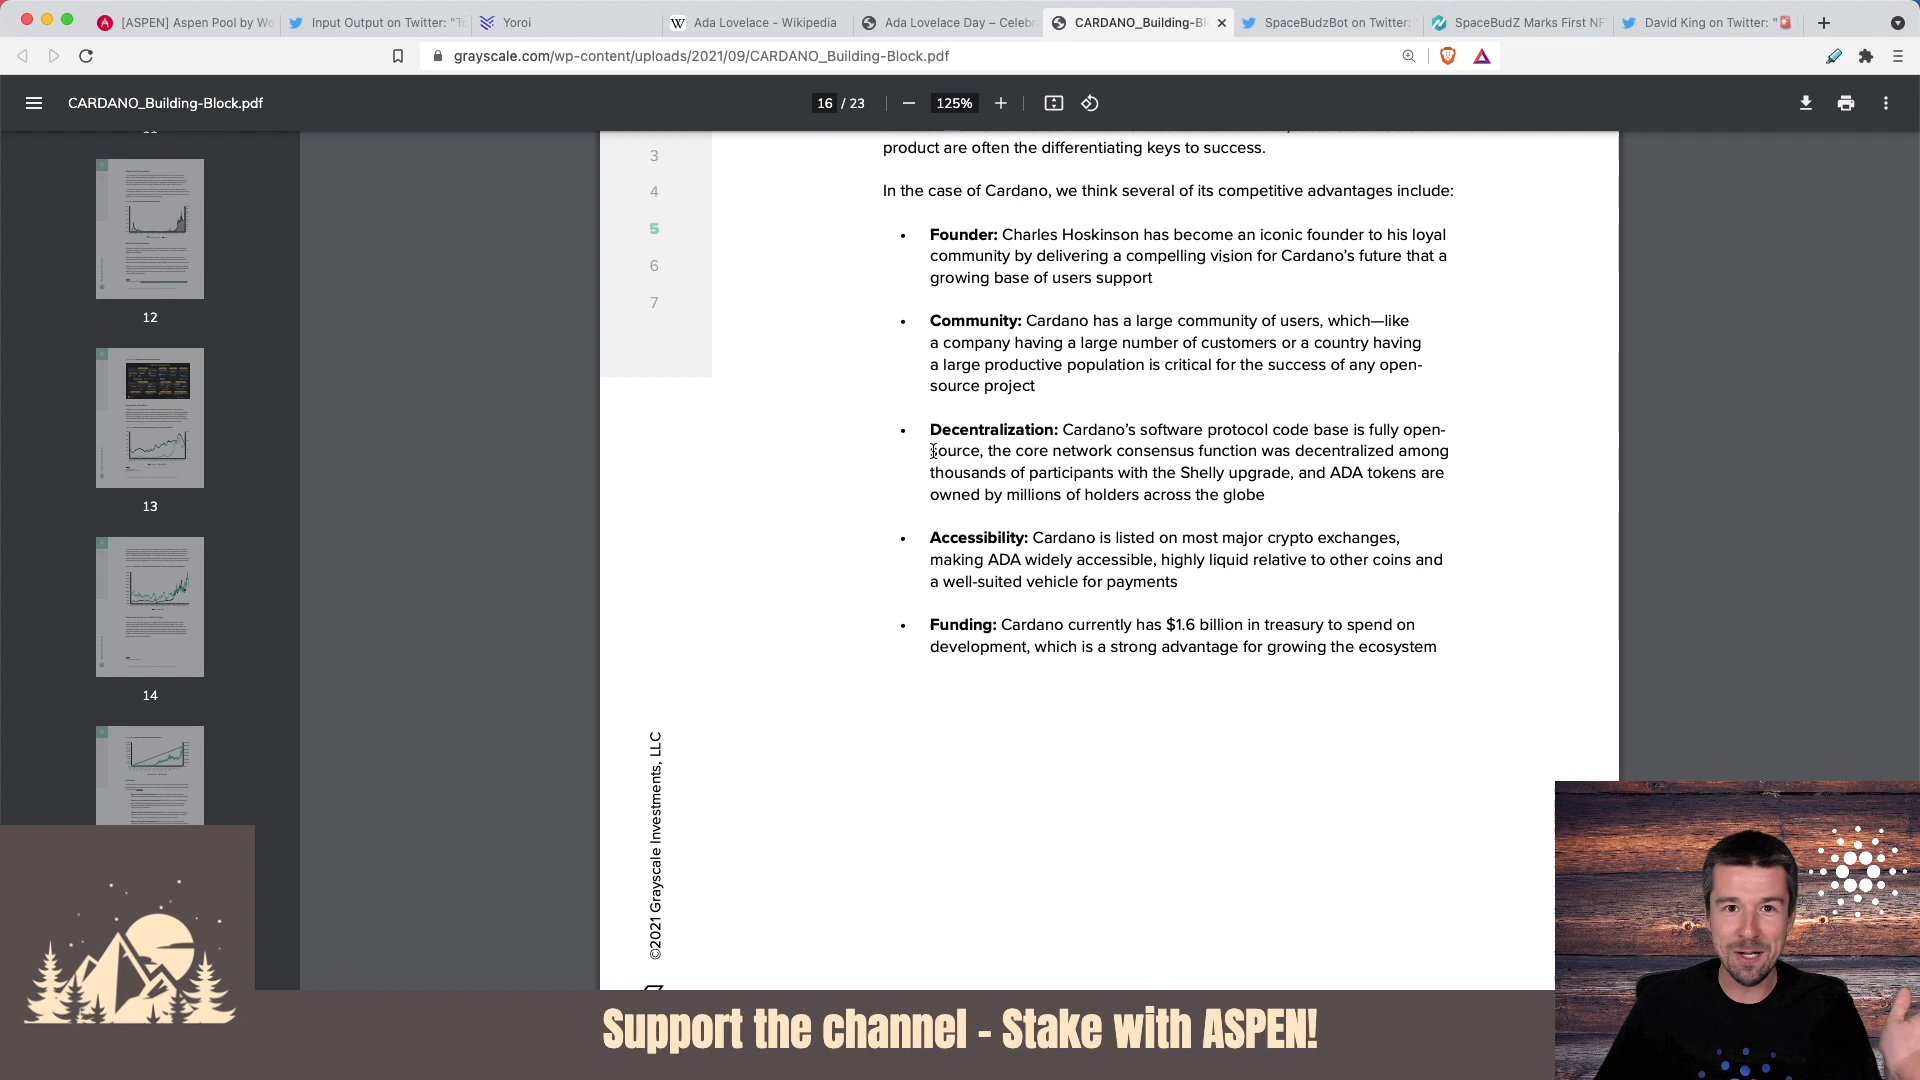 [ASPEN] Aspen Pool by Wo
Input Output on Twitter: "To
Yoroi
Ada Lovelace - Wikipedia
Ada Lovelace Day – Celebr
CARDANO_Building-Bl
SpaceBudzBot on Twitter:
SpaceBudZ Marks First NF
David King on Twitter: "🚨
grayscale.com/wp-content/uploads/2021/09/CARDANO_Building-Block.pdf
CARDANO_Building-Block.pdf
16 / 23
125%
12
13
14
3
4
5
6
7
product are often the differentiating keys to success.
In the case of Cardano, we think several of its competitive advantages include:
• Founder: Charles Hoskinson has become an iconic founder to his loyal
community by delivering a compelling vision for Cardano's future that a
growing base of users support
• Community: Cardano has a large community of users, which—like
a company having a large number of customers or a country having
a large productive population is critical for the success of any open-
source project
• Decentralization: Cardano's software protocol code base is fully open-
source, the core network consensus function was decentralized among
thousands of participants with the Shelly upgrade, and ADA tokens are
owned by millions of holders across the globe
• Accessibility: Cardano is listed on most major crypto exchanges,
making ADA widely accessible, highly liquid relative to other coins and
a well-suited vehicle for payments
• Funding: Cardano currently has $1.6 billion in treasury to spend on
development, which is a strong advantage for growing the ecosystem
©2021 Grayscale Investments, LLC
Support the channel - Stake with ASPEN!